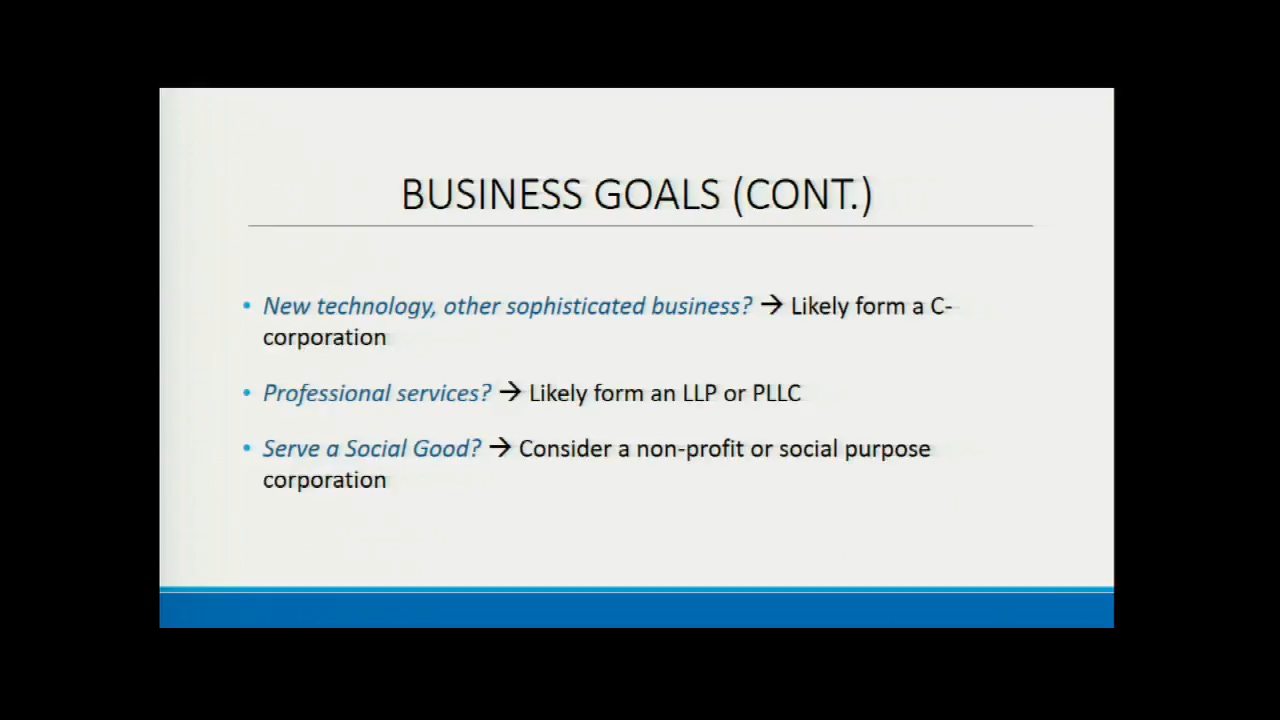 BUSINESS GOALS (CONT.)
• New technology, other sophisticated business? → Likely form a C-
corporation
• Professional services? → Likely form an LLP or PLLC
• Serve a Social Good? → Consider a non-profit or social purpose
corporation